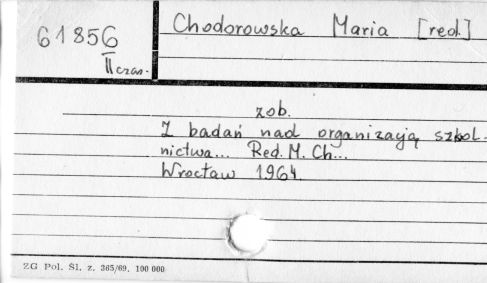 61856
II czas.
Chodorowska Maria [red.]
zob.
Z badań nad organizają szkol-
nictwa... Red. M. Ch...
Wrocław 1964.
ZG Pol. Śl. z. 365/69. 100 000